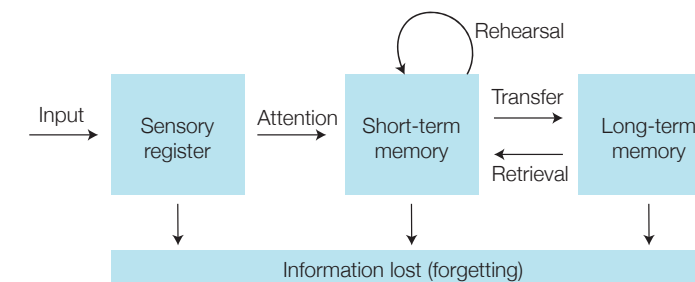 Rehearsal
Input
Attention
Transfer
Sensory
register
Short-term
memory
Long-term
memory
Retrieval
Information lost (forgetting)